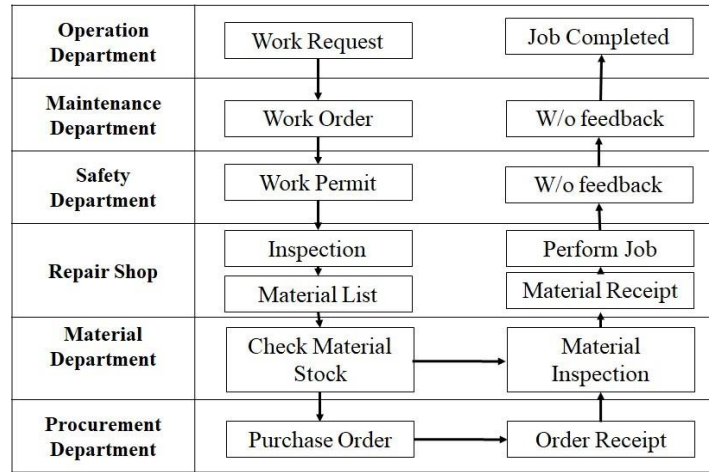 Operation
Department
Work Request
Job Completed
Maintenance
Department
Work Order
W/o feedback
Safety
Department
Work Permit
W/o feedback
Repair Shop
Inspection
Perform Job
Material List
Material Receipt
Material
Department
Check Material
Stock
Material
Inspection
Procurement
Department
Purchase Order
Order Receipt